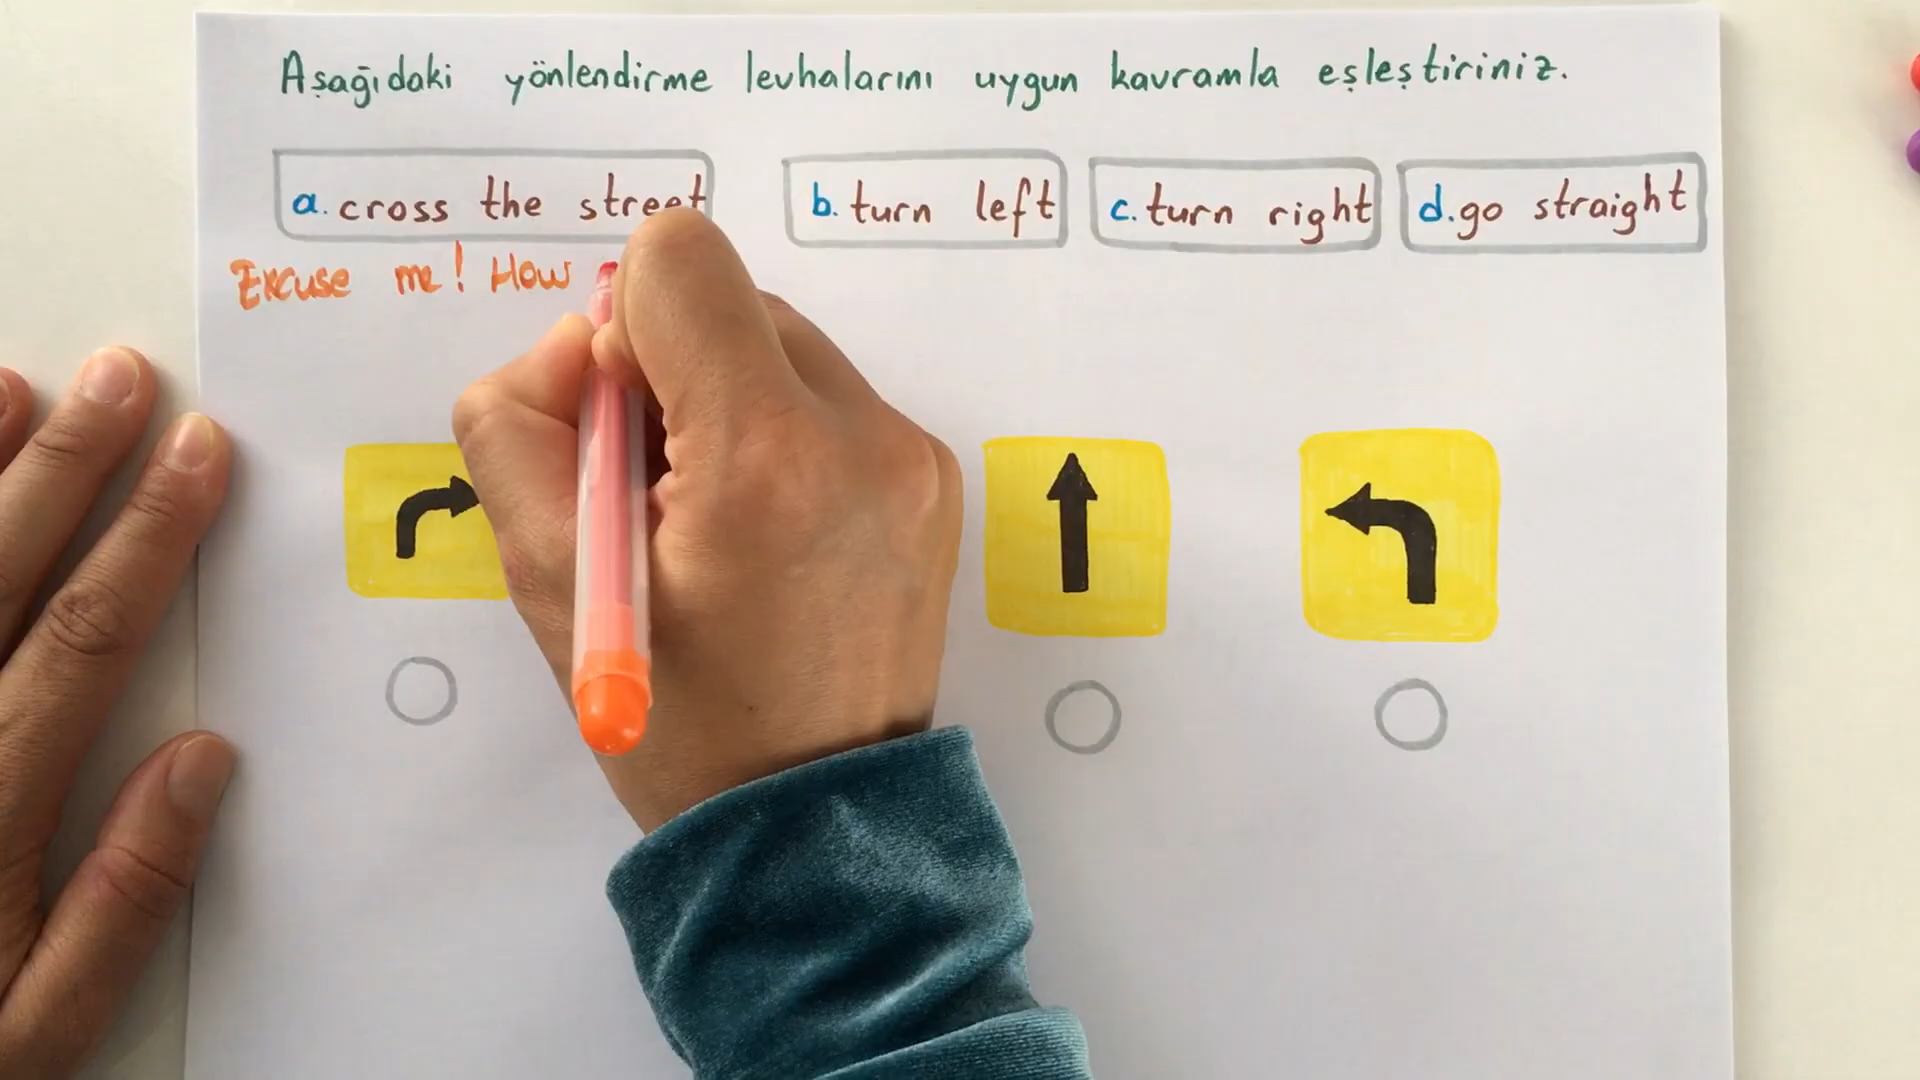 Aşağıdaki yönlendirme levhalarını uygun kavramla eşleştiriniz.
a. cross the street b. turn left c. turn right d. go straight
Excuse me! How